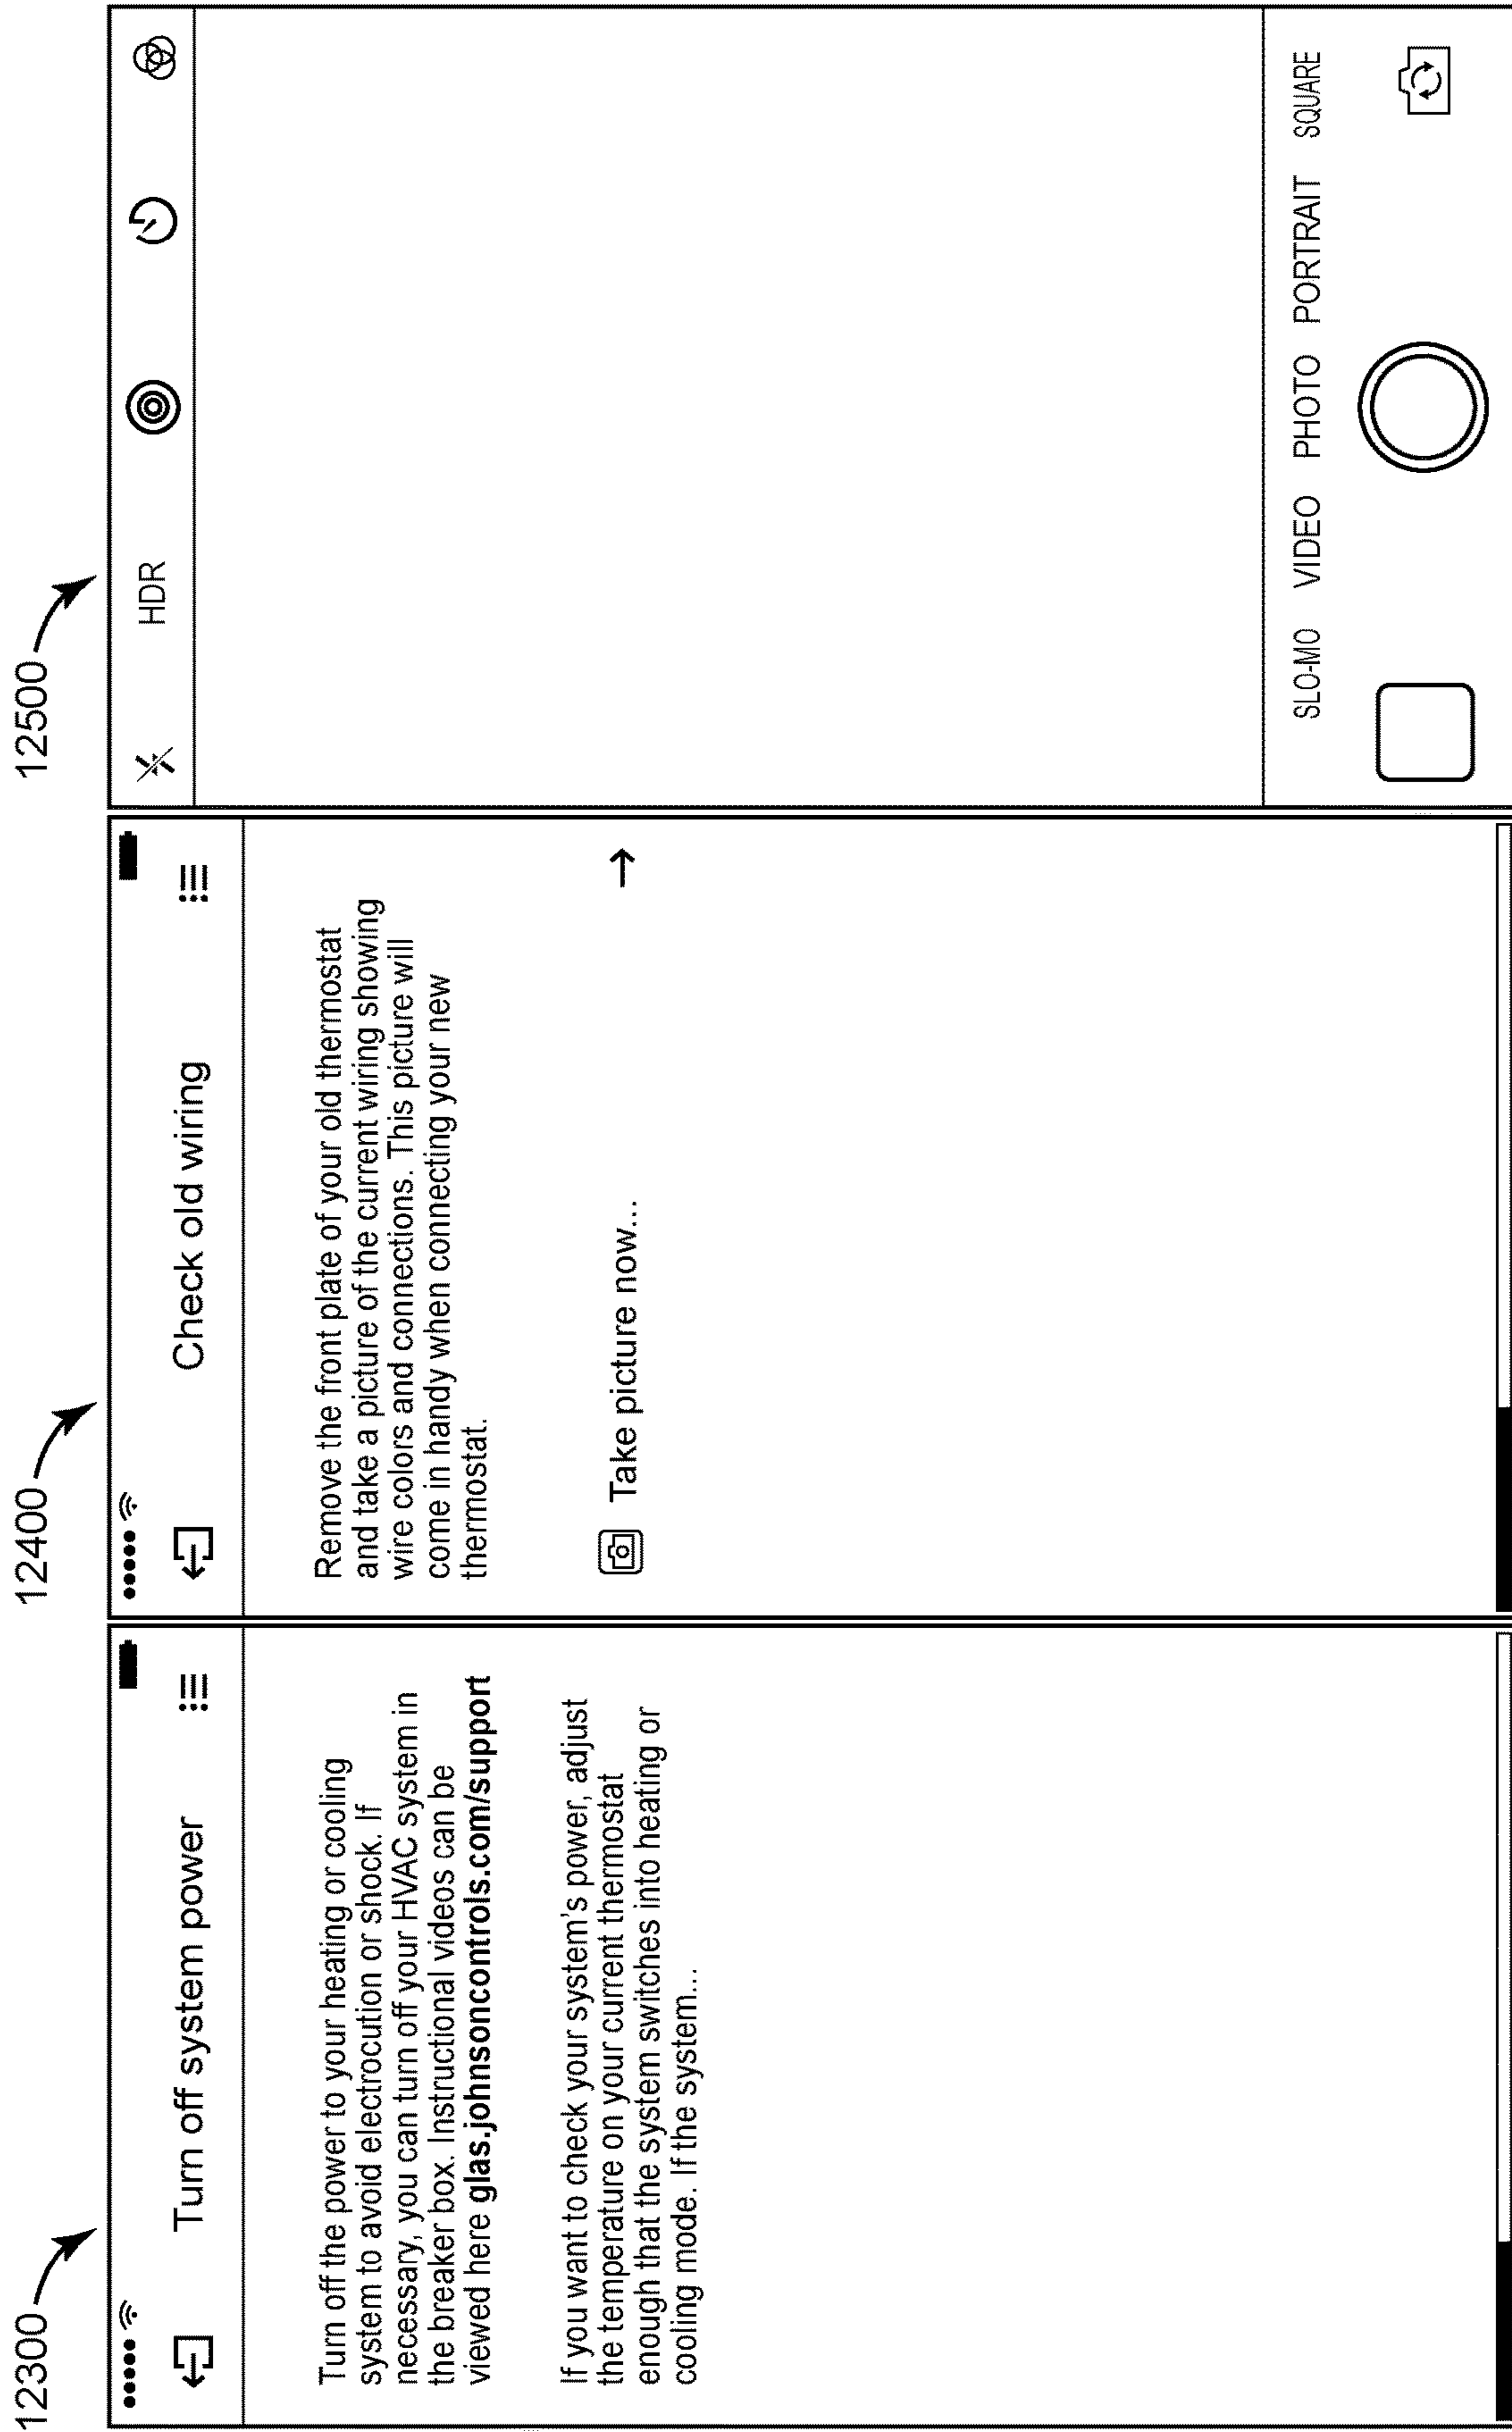 12300
Turn off system power
Turn off the power to your heating or cooling
system to avoid electrocution or shock. If
necessary, you can turn off your HVAC system in
the breaker box. Instructional videos can be
viewed here glas.johnsoncontrols.com/support
If you want to check your system's power, adjust
the temperature on your current thermostat
enough that the system switches into heating or
cooling mode. If the system...
12400
Check old wiring
Remove the front plate of your old thermostat
and take a picture of the current wiring showing
wire colors and connections. This picture will
come in handy when connecting your new
thermostat.
Take picture now...
12500
HDR
SLO-MO VIDEO PHOTO PORTRAIT SQUARE